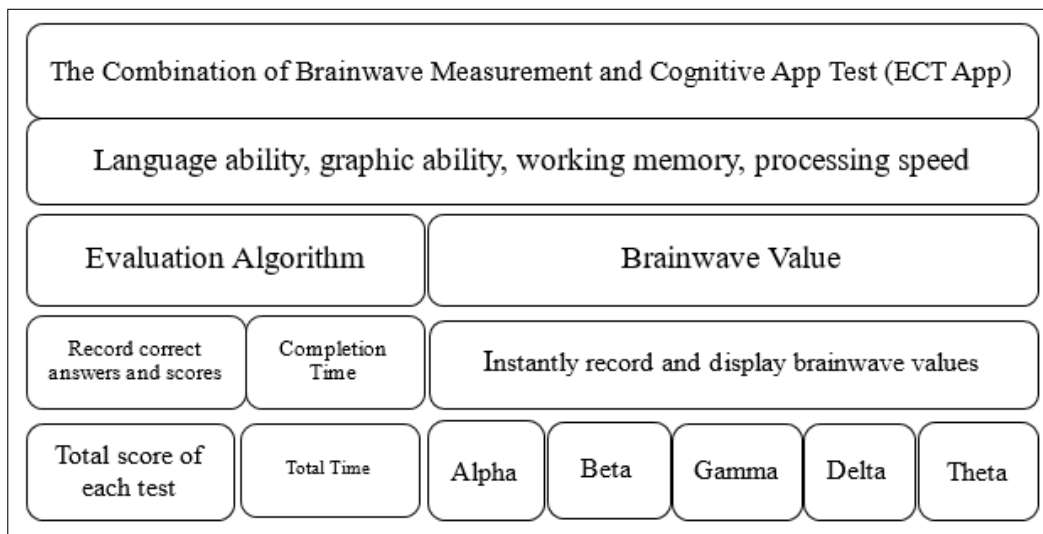 The Combination of Brainwave Measurement and Cognitive App Test (ECT App)
Language ability, graphic ability, working memory, processing speed
Evaluation Algorithm
Brainwave Value
Record correct
answers and scores
Completion
Time
Instantly record and display brainwave values
Total score of
each test
Total Time
Alpha
Beta
Gamma
Delta
Theta